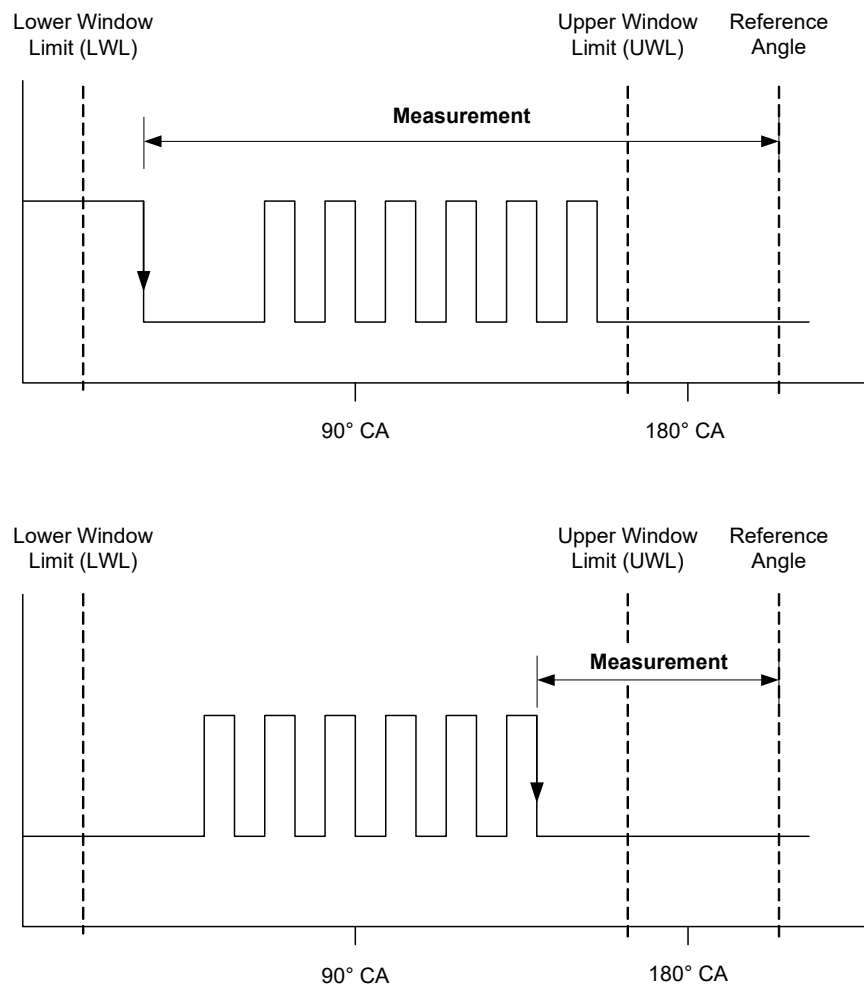 Lower Window
Limit (LWL)
Upper Window
Limit (UWL)
Reference
Angle
Measurement
90° CA
180° CA
Lower Window
Limit (LWL)
Upper Window
Limit (UWL)
Reference
Angle
Measurement
90° CA
180° CA